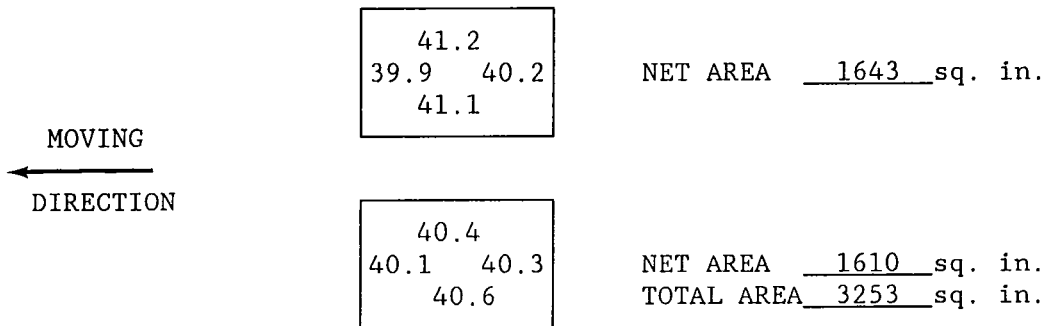 41.2
39.9 40.2 NET AREA 1643 sq. in.
41.1
MOVING
DIRECTION
40.4
40.1 40.3 NET AREA 1610 sq. in.
40.6 TOTAL AREA 3253 sq. in.